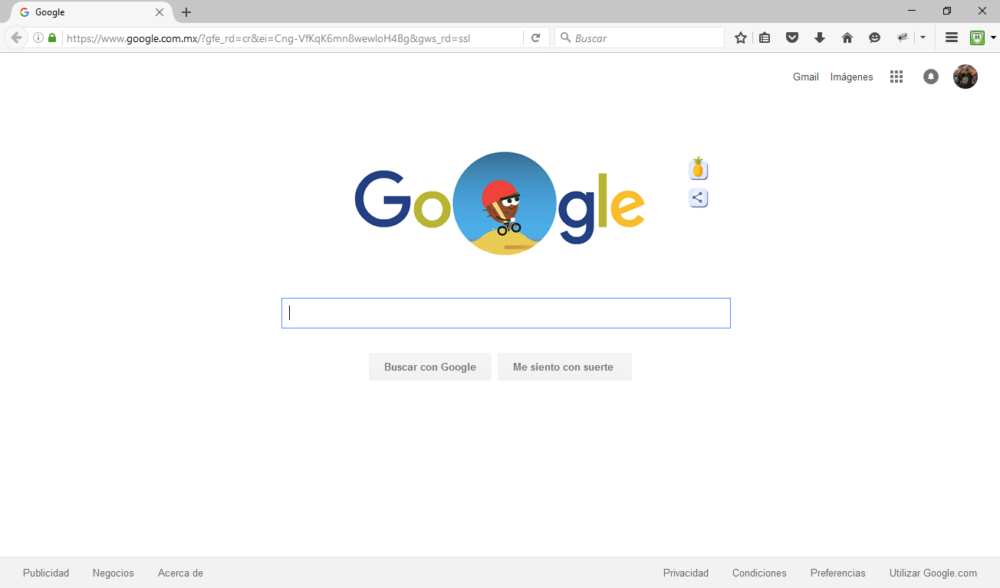 Google
https://www.google.com.mx/?gfe_rd=cr&ei=Cng-VfKqK6mn8wewloH4Bg&gws_rd=ssl
Buscar
Gmail Imágenes
Google
Buscar con Google Me siento con suerte
Publicidad Negocios Acerca de Privacidad Condiciones Preferencias Utilizar Google.com